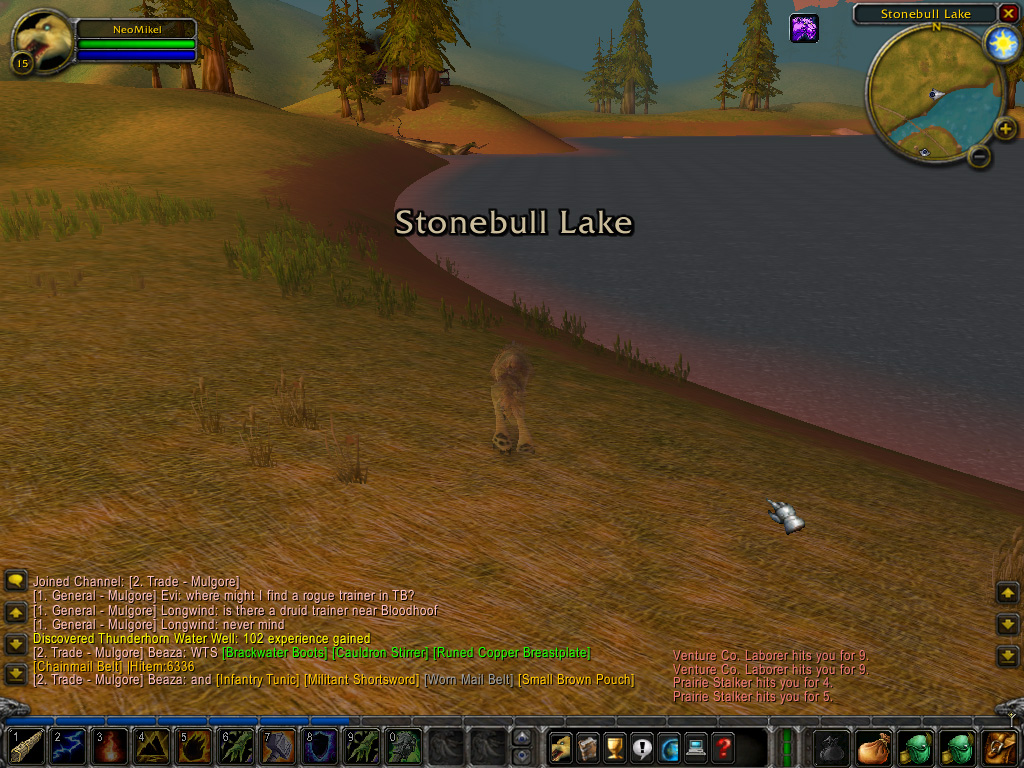 NeoMikel
15
Stonebull Lake
N
Stonebull Lake
Joined Channel: [2. Trade - Mulgore]
[1. General - Mulgore] Evi: where might I find a rogue trainer in TB?
[1. General - Mulgore] Longwind: is there a druid trainer near Bloodhoof
[1. General - Mulgore] Longwind: never mind
Discovered Thunderhorn Water Well: 102 experience gained
[2. Trade - Mulgore] Beaza: WTS [Brackwater Boots] [Cauldron Stirrer] [Runed Copper Breastplate]
[Chainmail Belt] |Hitem:6336
[2. Trade - Mulgore] Beaza: and [Infantry Tunic] [Militant Shortsword] [Worn Mail Belt] [Small Brown Pouch]
Venture Co. Laborer hits you for 9.
Venture Co. Laborer hits you for 9.
Prairie Stalker hits you for 4.
Prairie Stalker hits you for 5.
1 2 3 4 5 6 7 8 9 0